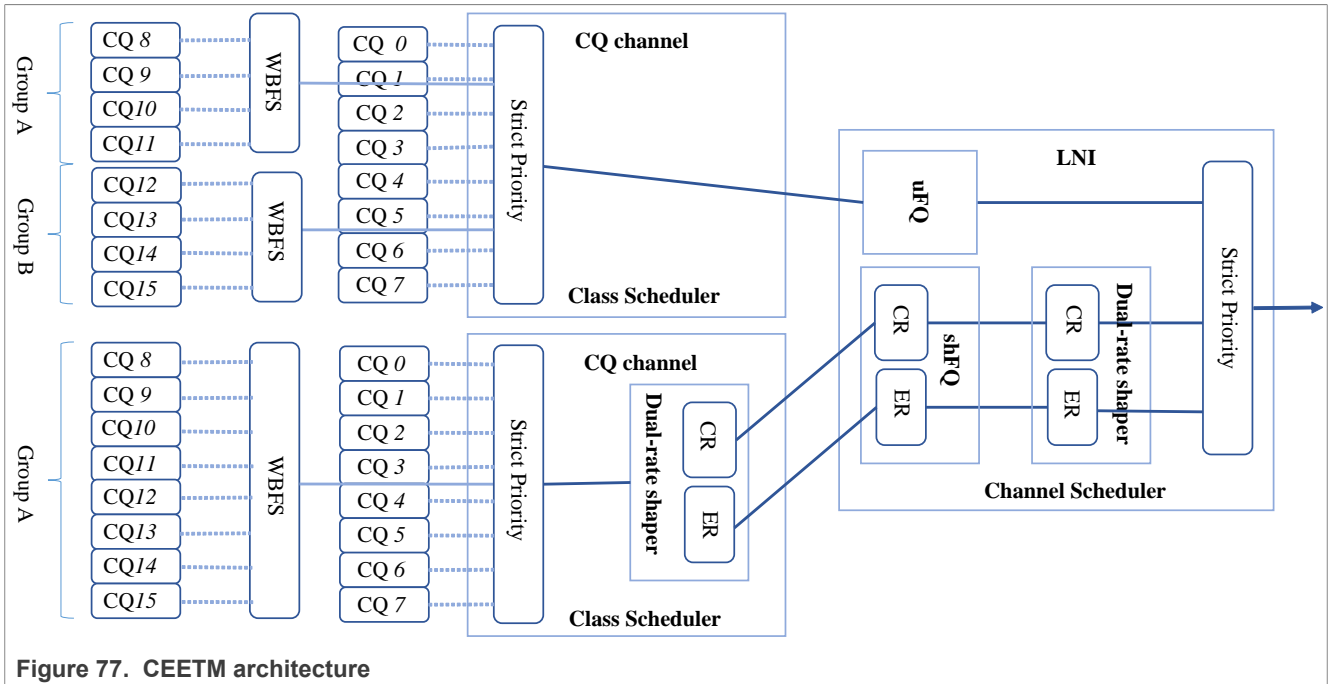 Group A
CQ 8
CQ 9
CQ10
CQ11
WBFS
Group B
CQ12
CQ13
CQ14
CQ15
WBFS
CQ 0
CQ 1
CQ 2
CQ 3
CQ 4
CQ 5
CQ 6
CQ 7
CQ channel
Strict Priority
Class Scheduler
Group A
CQ 8
CQ 9
CQ10
CQ11
CQ12
CQ13
CQ14
CQ15
WBFS
CQ 0
CQ 1
CQ 2
CQ 3
CQ 4
CQ 5
CQ 6
CQ 7
CQ channel
Strict Priority
Dual-rate shaper
CR
ER
Class Scheduler
LNI
uFQ
CR
ER
shFQ
CR
ER
Dual-rate shaper
Strict Priority
Channel Scheduler
Figure 77. CEETM architecture